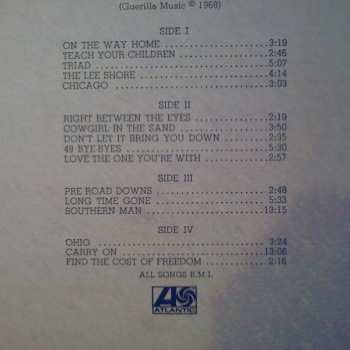 (Guerilla Music © 1968)
SIDE I
ON THE WAY HOME 3:19
TEACH YOUR CHILDREN 2:46
TRIAD 5:07
THE LEE SHORE 4:14
CHICAGO 3:03
SIDE II
RIGHT BETWEEN THE EYES 2:19
COWGIRL IN THE SAND 3:50
DON'T LET IT BRING YOU DOWN 2:35
49 BYE-BYES 5:30
LOVE THE ONE YOU'RE WITH 2:57
SIDE III
PRE ROAD DOWNS 2:48
LONG TIME GONE 5:33
SOUTHERN MAN 13:15
SIDE IV
OHIO 3:24
CARRY ON 13:06
FIND THE COST OF FREEDOM 2:16
ALL SONGS B.M.I.
ATLANTIC